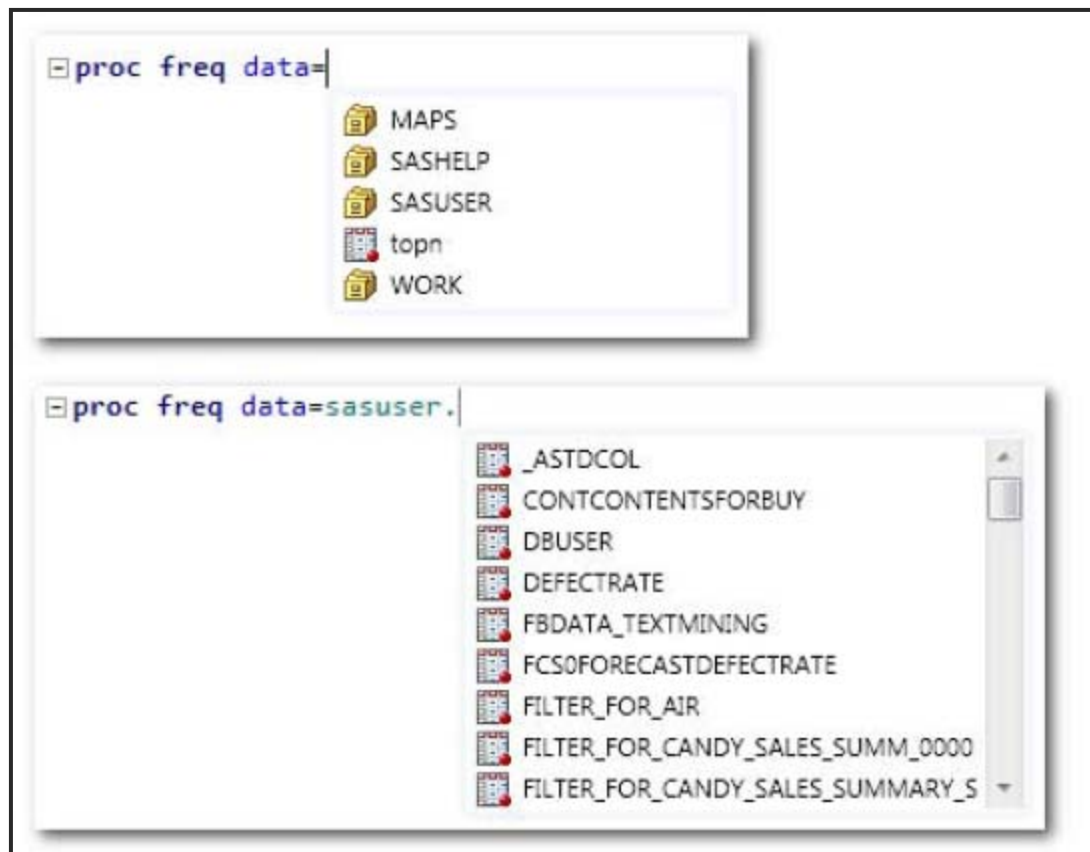 proc freq data=
MAPS
SASHELP
SASUSER
topn
WORK
proc freq data=sasuser.
_ASTDCOL
CONTCONTENTSFORBUY
DBUSER
DEFECTRATE
FBDATA_TEXTMINING
FCS0FORECASTDEFECTRATE
FILTER_FOR_AIR
FILTER_FOR_CANDY_SALES_SUMM_0000
FILTER_FOR_CANDY_SALES_SUMMARY_S